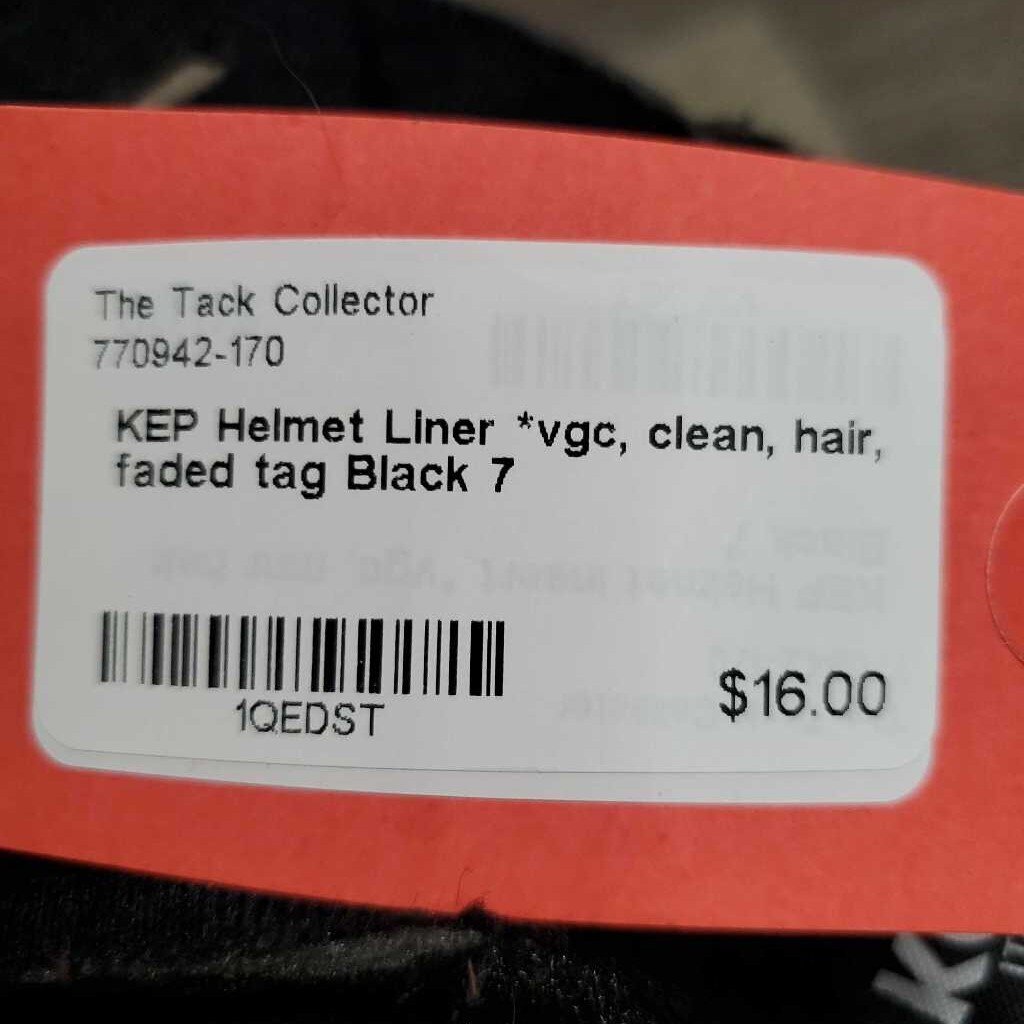 The Tack Collector
770942-170
KEP Helmet Liner *vgc, clean, hair,
faded tag Black 7
1QEDST
$16.00